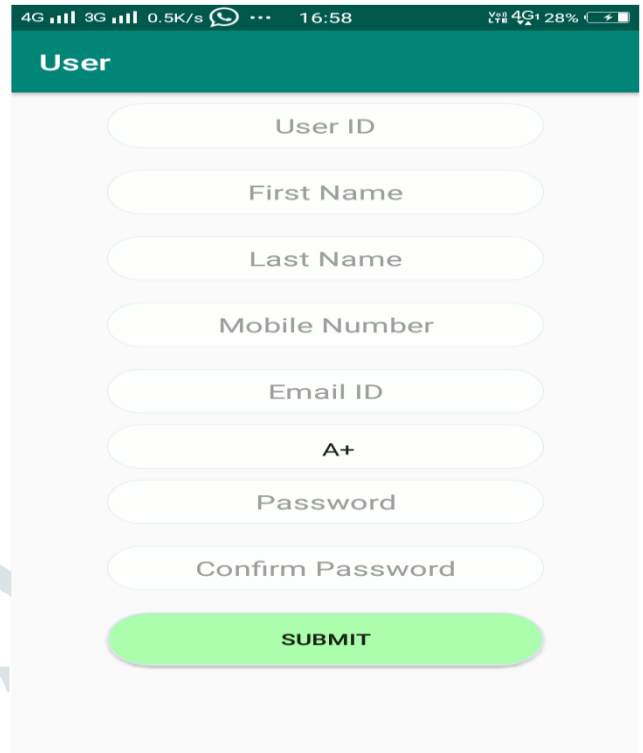 4G 3G 0.5K/s ... 16:58 4G 28%
User
User ID
First Name
Last Name
Mobile Number
Email ID
A+
Password
Confirm Password
SUBMIT